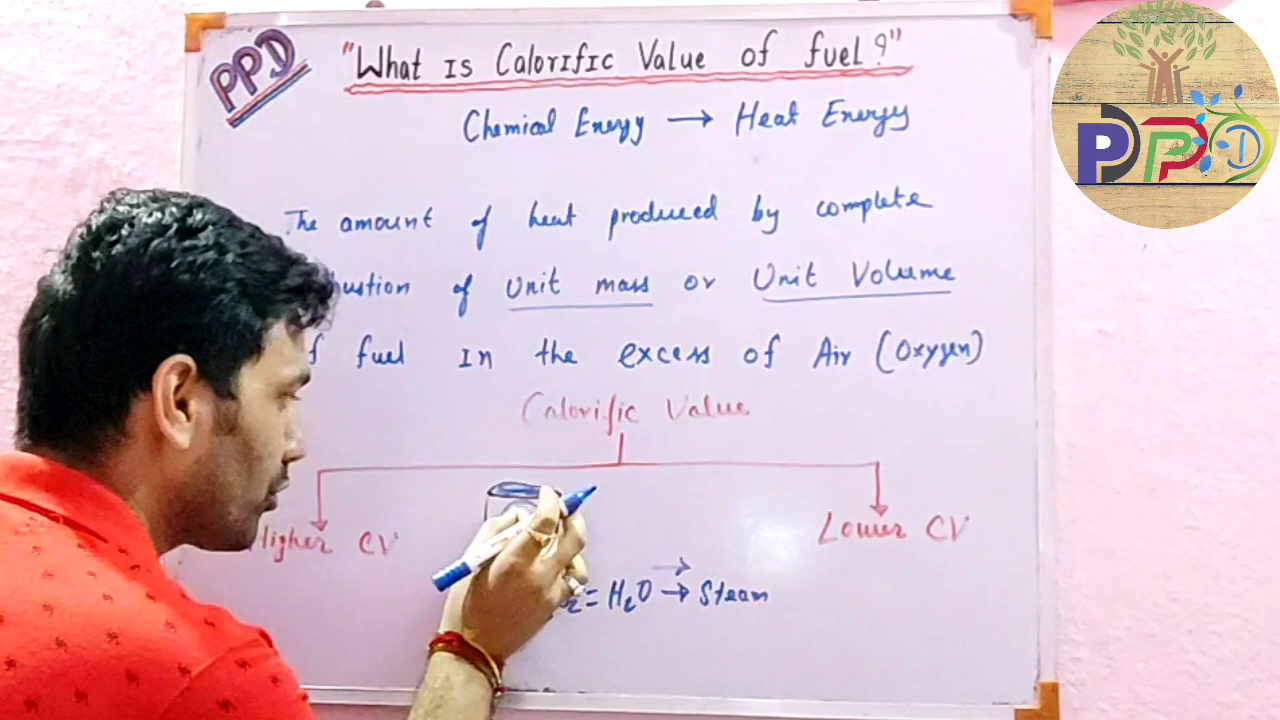 PPD
"What Is Calorific Value of fuel?"
Chemical Energy → Heat Energy
The amount of heat produced by complete
of Unit mass or Unit Volume
fuel In the excess of Air (Oxygen)
Calorific Value
Higher CV
Lower CV
= H₂O → Steam
PPD